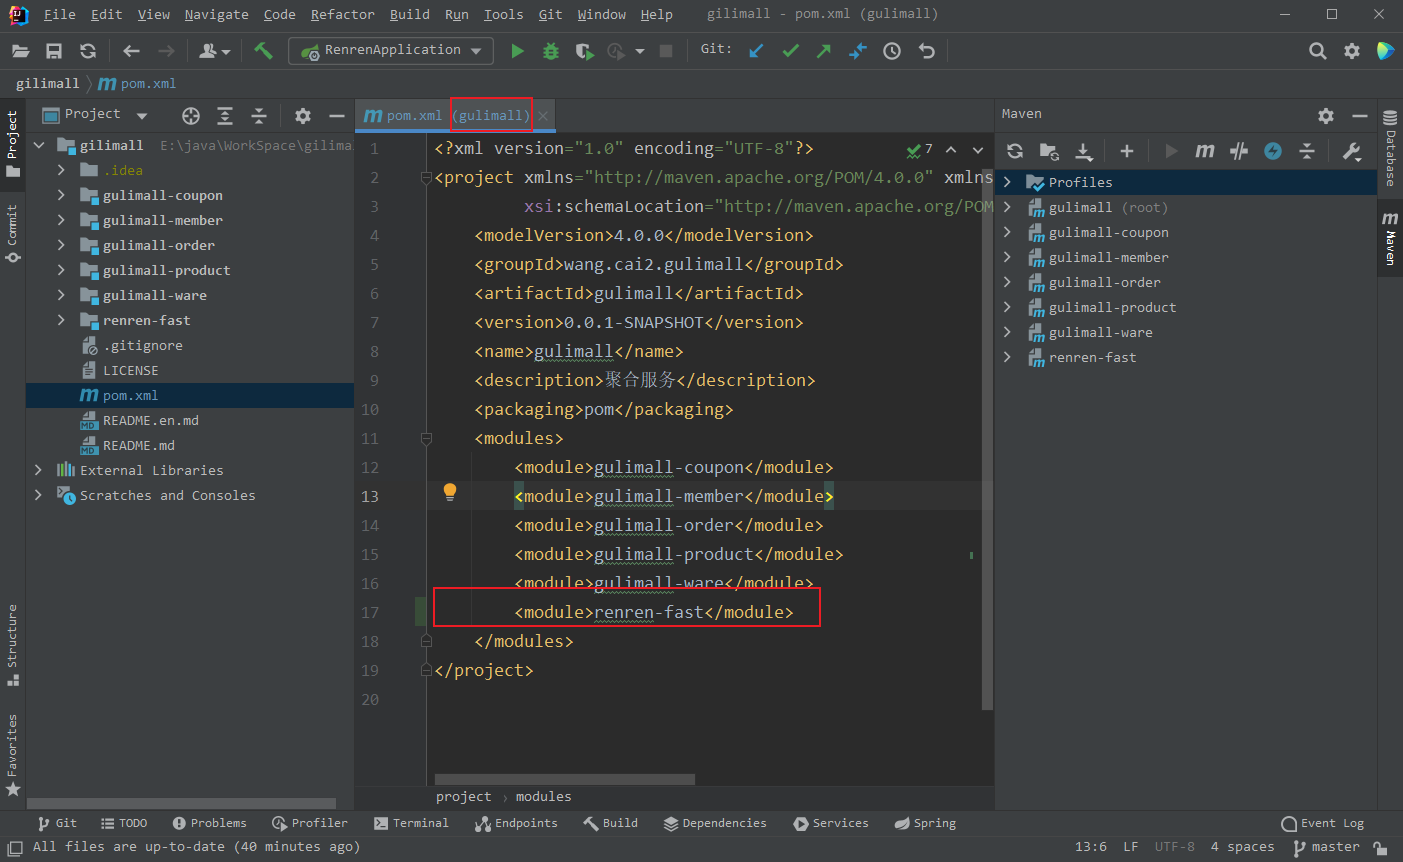 File Edit View Navigate Code Refactor Build Run Tools Git Window Help gilimall - pom.xml (gulimall)
RenrenApplication Git:
gilimall pom.xml
Project
pom.xml (gulimall)
Maven
Project
Commit
Structure
Favorites
gilimall E:\java\WorkSpace\gilima
.idea
gulimall-coupon
gulimall-member
gulimall-order
gulimall-product
gulimall-ware
renren-fast
.gitignore
LICENSE
pom.xml
README.en.md
README.md
External Libraries
Scratches and Consoles
7
1 <?xml version="1.0" encoding="UTF-8"?>
2 <project xmlns="http://maven.apache.org/POM/4.0.0" xmlns
3 xsi:schemaLocation="http://maven.apache.org/POM
4 <modelVersion>4.0.0</modelVersion>
5 <groupId>wang.cai2.gulimall</groupId>
6 <artifactId>gulimall</artifactId>
7 <version>0.0.1-SNAPSHOT</version>
8 <name>gulimall</name>
9 <description>聚合服务</description>
10 <packaging>pom</packaging>
11 <modules>
12 <module>gulimall-coupon</module>
13 <module>gulimall-member</module>
14 <module>gulimall-order</module>
15 <module>gulimall-product</module>
16 <module>gulimall-ware</module>
17 <module>renren-fast</module>
18 </modules>
19 </project>
20
project › modules
Profiles
gulimall (root)
gulimall-coupon
gulimall-member
gulimall-order
gulimall-product
gulimall-ware
renren-fast
Database
Maven
Git TODO Problems Profiler Terminal Endpoints Build Dependencies Services Spring Event Log
All files are up-to-date (40 minutes ago) 13:6 LF UTF-8 4 spaces master